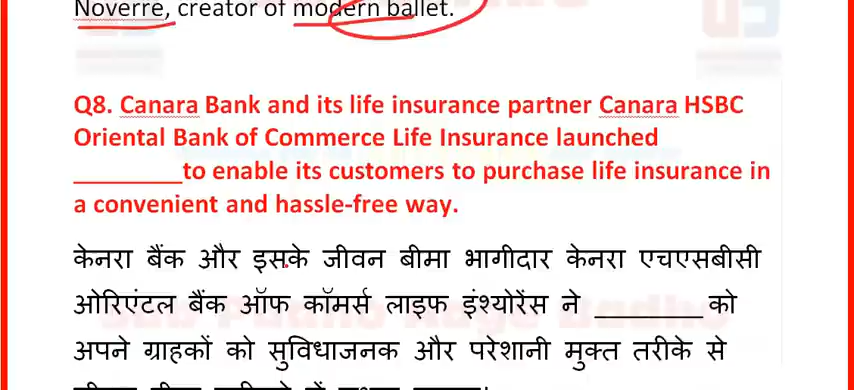 Noverre, creator of modern ballet.
Q8. Canara Bank and its life insurance partner Canara HSBC
Oriental Bank of Commerce Life Insurance launched
________to enable its customers to purchase life insurance in
a convenient and hassle-free way.
केनरा बैंक और इसके जीवन बीमा भागीदार केनरा एचएसबीसी
ओरिएंटल बैंक ऑफ कॉमर्स लाइफ इंश्योरेंस ने ________ को
अपने ग्राहकों को सुविधाजनक और परेशानी मुक्त तरीके से